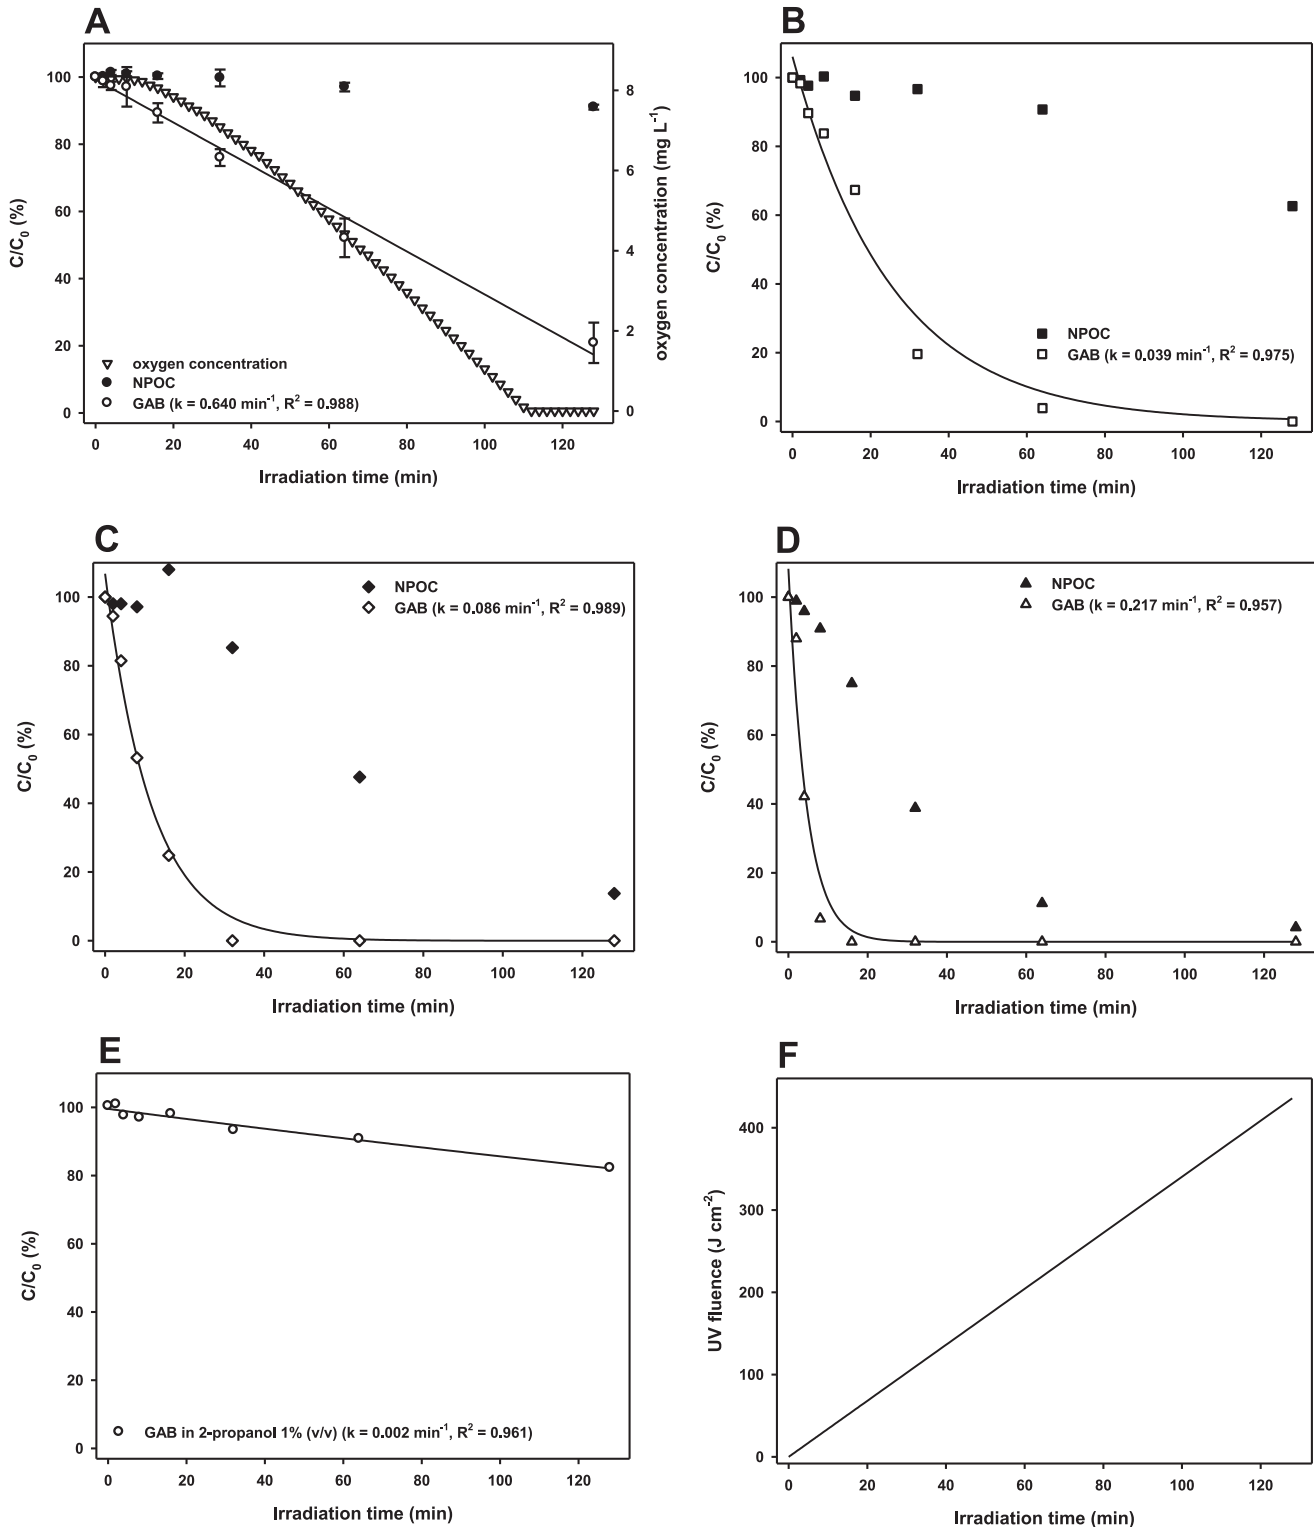 A
C/C₀ (%)
100
80
60
40
20
0
8
6
4
2
0
oxygen concentration (mg L⁻¹)
oxygen concentration
NPOC
GAB (k = 0.640 min⁻¹, R² = 0.988)
0 20 40 60 80 100 120
Irradiation time (min)
B
C/C₀ (%)
100
80
60
40
20
0
NPOC
GAB (k = 0.039 min⁻¹, R² = 0.975)
0 20 40 60 80 100 120
Irradiation time (min)
C
C/C₀ (%)
100
80
60
40
20
0
NPOC
GAB (k = 0.086 min⁻¹, R² = 0.989)
0 20 40 60 80 100 120
Irradiation time (min)
D
C/C₀ (%)
100
80
60
40
20
0
NPOC
GAB (k = 0.217 min⁻¹, R² = 0.957)
0 20 40 60 80 100 120
Irradiation time (min)
E
C/C₀ (%)
100
80
60
40
20
0
GAB in 2-propanol 1% (v/v) (k = 0.002 min⁻¹, R² = 0.961)
0 20 40 60 80 100 120
Irradiation time (min)
F
UV fluence (J cm⁻²)
400
300
200
100
0
0 20 40 60 80 100 120
Irradiation time (min)